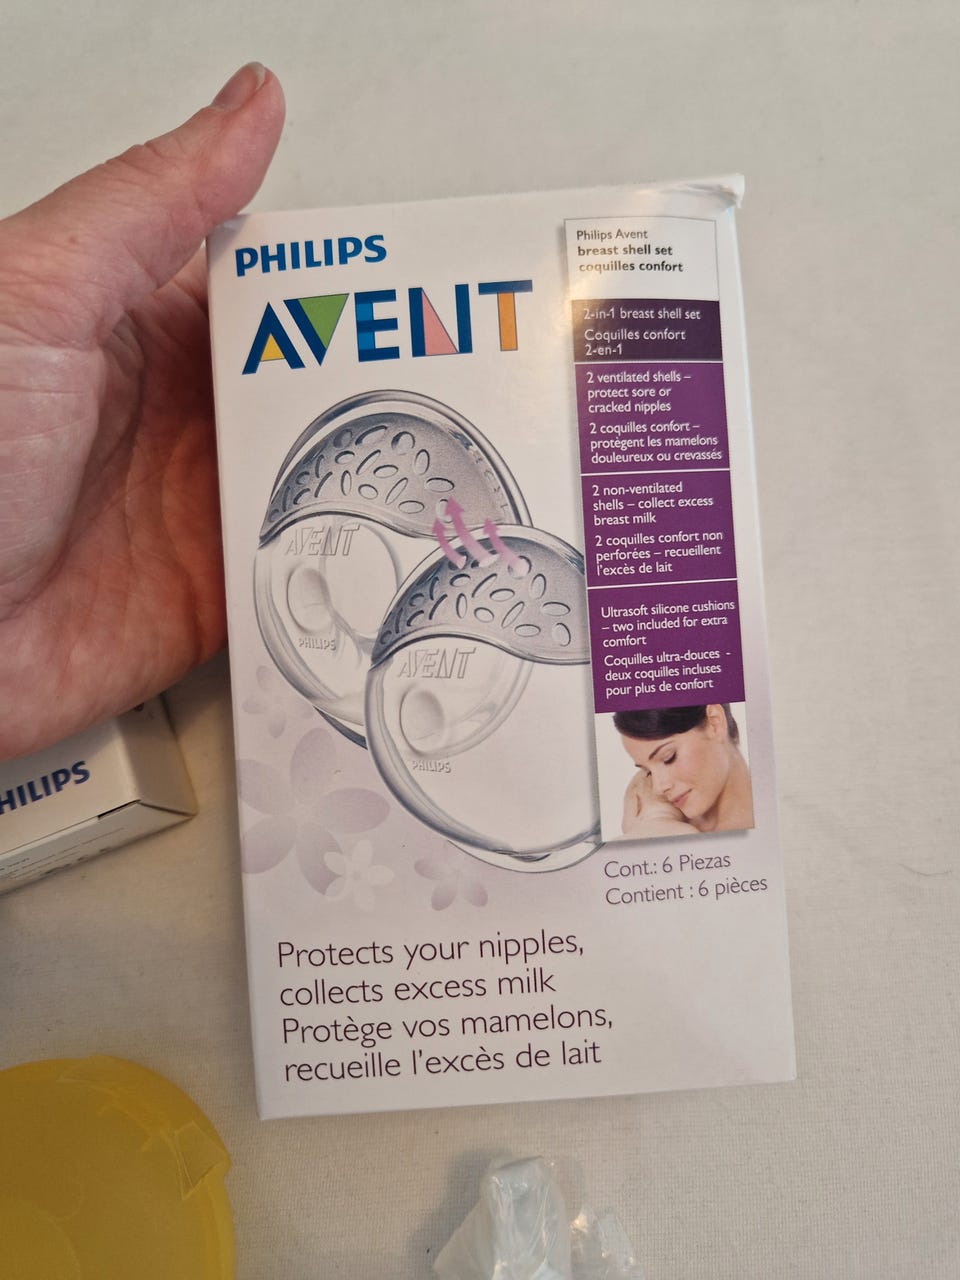 PHILIPS
AVENT
Philips Avent
breast shell set
coquilles confort
2-in-1 breast shell set
Coquilles confort
2-en-1
2 ventilated shells –
protect sore or
cracked nipples
2 coquilles confort –
protègent les mamelons
douleureux ou crevassés
2 non-ventilated
shells – collect excess
breast milk
2 coquilles confort non
perforées – recueillent
l'excès de lait
Ultrasoft silicone cushions
– two included for extra
comfort
Coquilles ultra-douces -
deux coquilles incluses
pour plus de confort
AVENT
PHILIPS
AVENT
PHILIPS
Cont.: 6 Piezas
Contient : 6 pièces
Protects your nipples,
collects excess milk
Protège vos mamelons,
recueille l'excès de lait
HILIPS